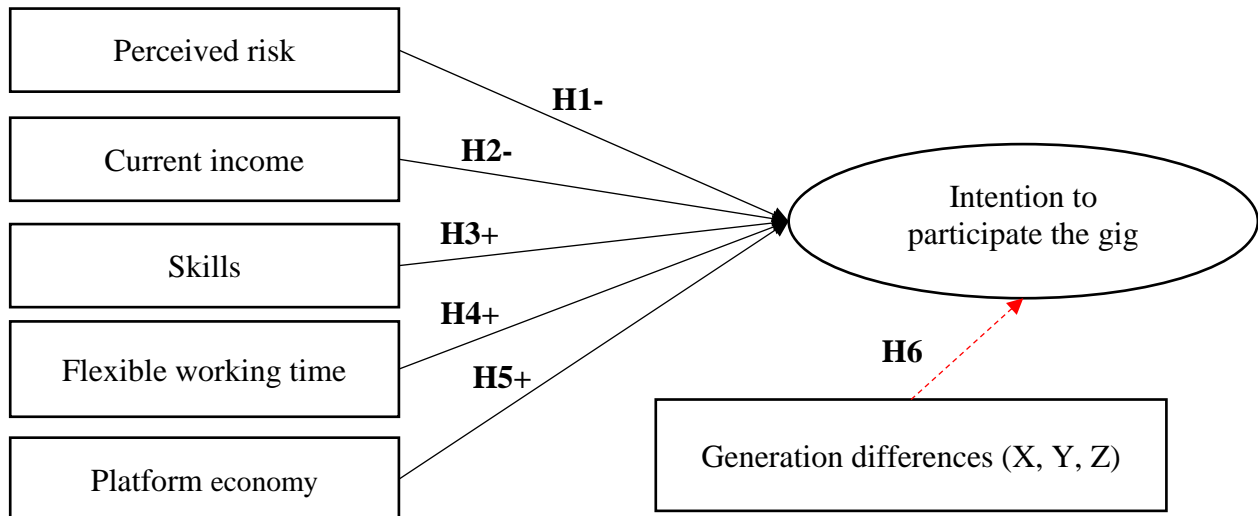 Perceived risk
H1-
Current income
H2-
Skills
H3+
Flexible working time
H4+
Platform economy
H5+
Intention to
participate the gig
H6
Generation differences (X, Y, Z)